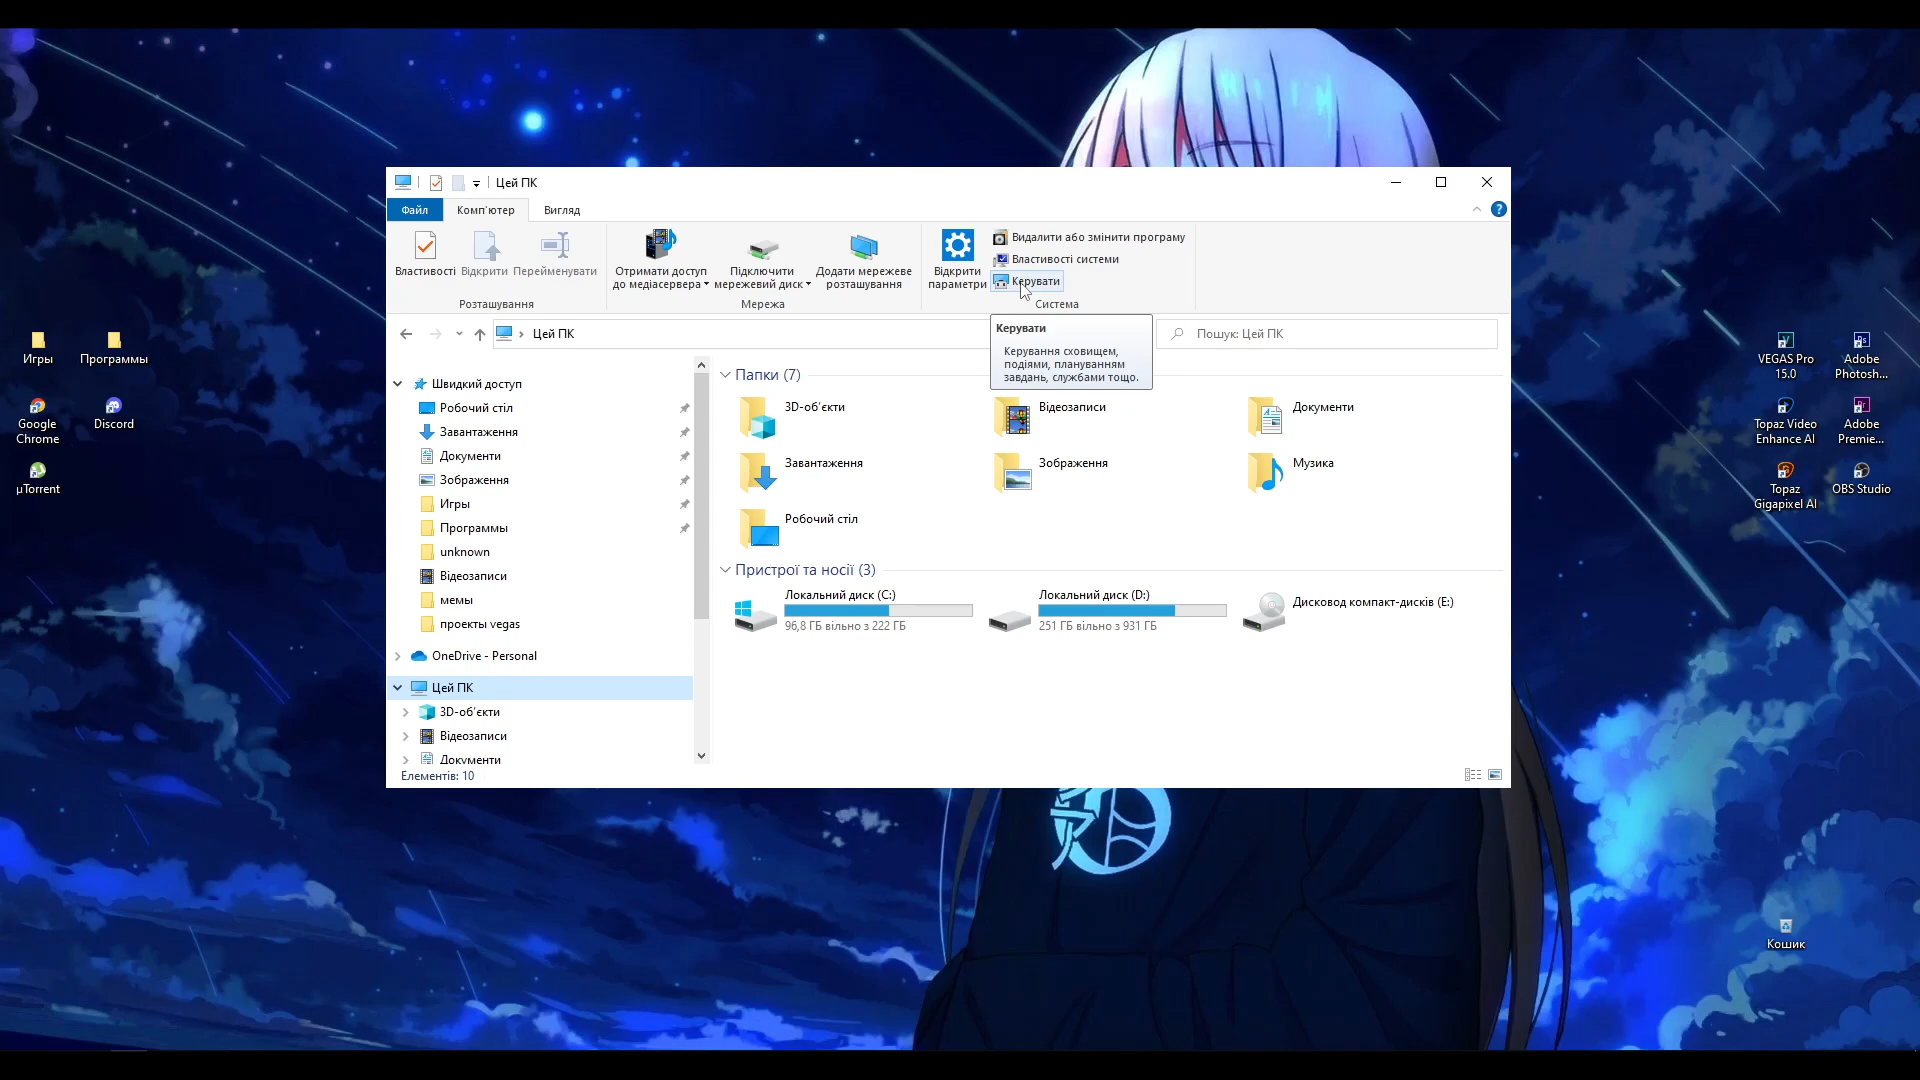 Цей ПК
Файл
Комп'ютер
Вигляд
Властивості
Відкрити
Перейменувати
Розташування
Отримати доступ
до медіасервера
Підключити
мережевий диск
Додати мережеве
розташування
Мережа
Відкрити
параметри
Видалити або змінити програму
Властивості системи
Керувати
Система
Цей ПК
Пошук: Цей ПК
Керувати
Керування сховищем,
подіями, плануванням
завдань, службами тощо.
Швидкий доступ
Робочий стіл
Завантаження
Документи
Зображення
Игры
Программы
unknown
Відеозаписи
мемы
проекты vegas
OneDrive - Personal
Цей ПК
3D-об'єкти
Відеозаписи
Документи
Елементів: 10
Папки (7)
3D-об'єкти
Відеозаписи
Документи
Завантаження
Зображення
Музика
Робочий стіл
Пристрої та носії (3)
Локальний диск (C:)
96,8 ГБ вільно з 222 ГБ
Локальний диск (D:)
251 ГБ вільно з 931 ГБ
Дисковод компакт-дисків (E:)
Игры
Программы
Google
Chrome
Discord
µTorrent
VEGAS Pro
15.0
Adobe
Photosh...
Topaz Video
Enhance AI
Adobe
Premie...
Topaz
Gigapixel AI
OBS Studio
Кошик